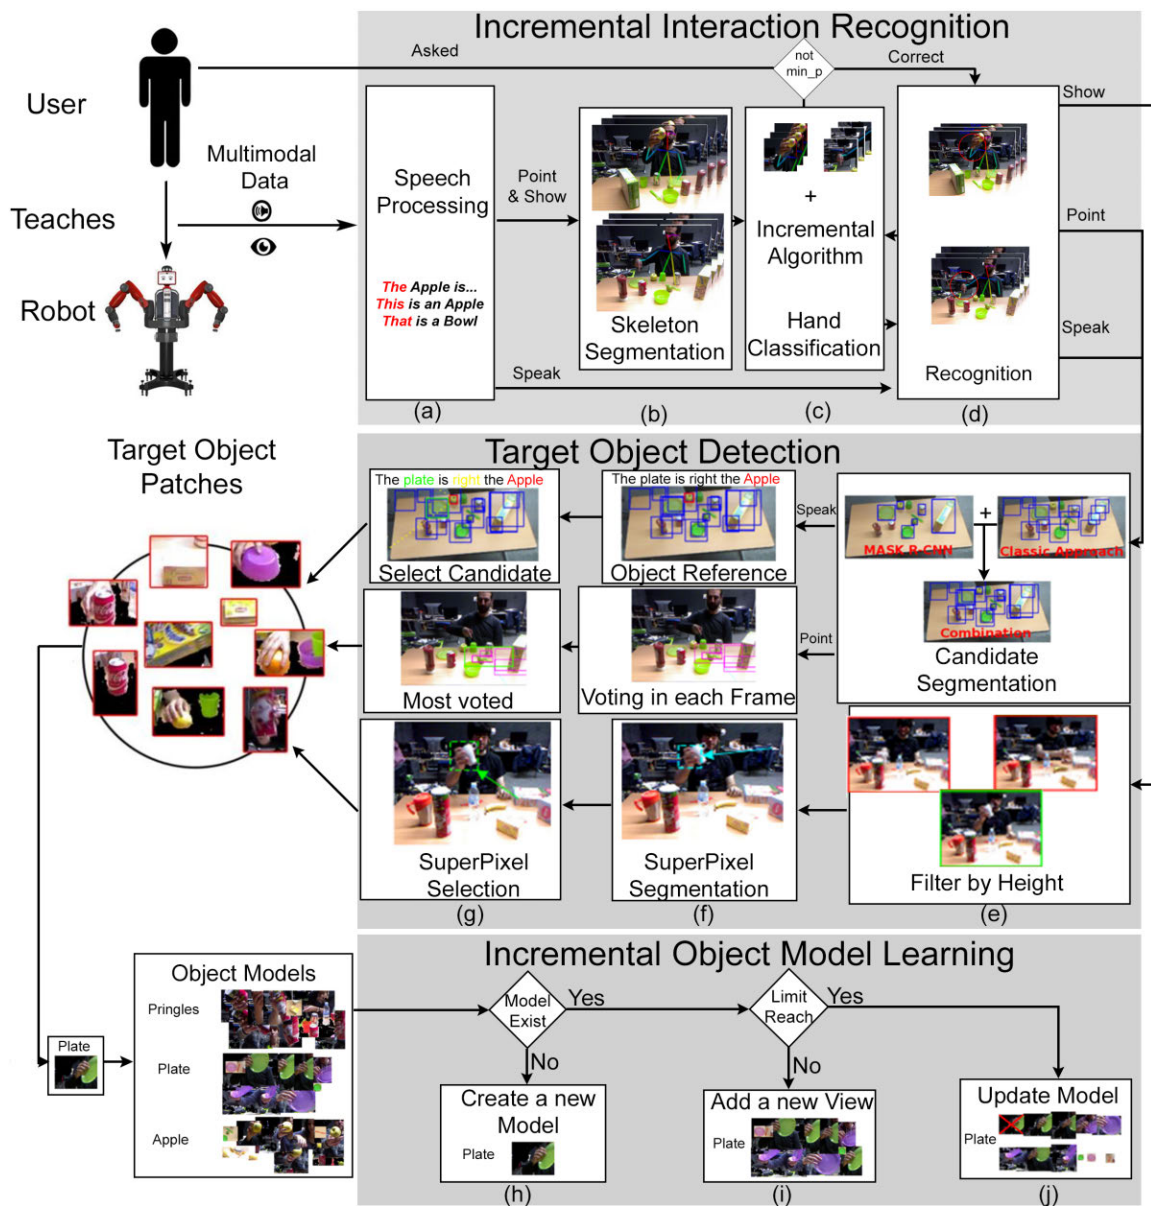 Incremental Interaction Recognition
Asked
not
min_p
Correct
User
Show
Multimodal
Data
Speech
Processing
Point
& Show
Teaches
Point
+
Incremental
Algorithm
The Apple is...
This is an Apple
That is a Bowl
Robot
Skeleton
Segmentation
Hand
Classification
Speak
Recognition
Speak
(a)
(b)
(c)
(d)
Target Object
Patches
Target Object Detection
The plate is right the Apple
The plate is right the Apple
Speak
+
MASK R-CNN
Classic Approach
Select Candidate
Object Reference
Combination
Point
Candidate
Segmentation
Most voted
Voting in each Frame
SuperPixel
Selection
SuperPixel
Segmentation
Filter by Height
(g)
(f)
(e)
Incremental Object Model Learning
Object Models
Pringles
Plate
Apple
Plate
Model
Exist
Yes
Limit
Reach
Yes
No
No
Create a new
Model
Plate
Add a new View
Plate
Update Model
Plate
(h)
(i)
(j)